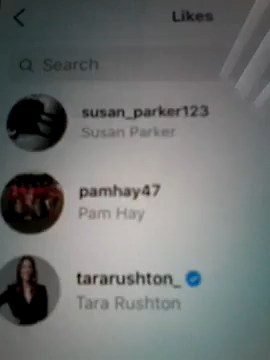 Likes
Search
susan_parker123
Susan Parker
pamhay47
Pam Hay
tararushton_
Tara Rushton